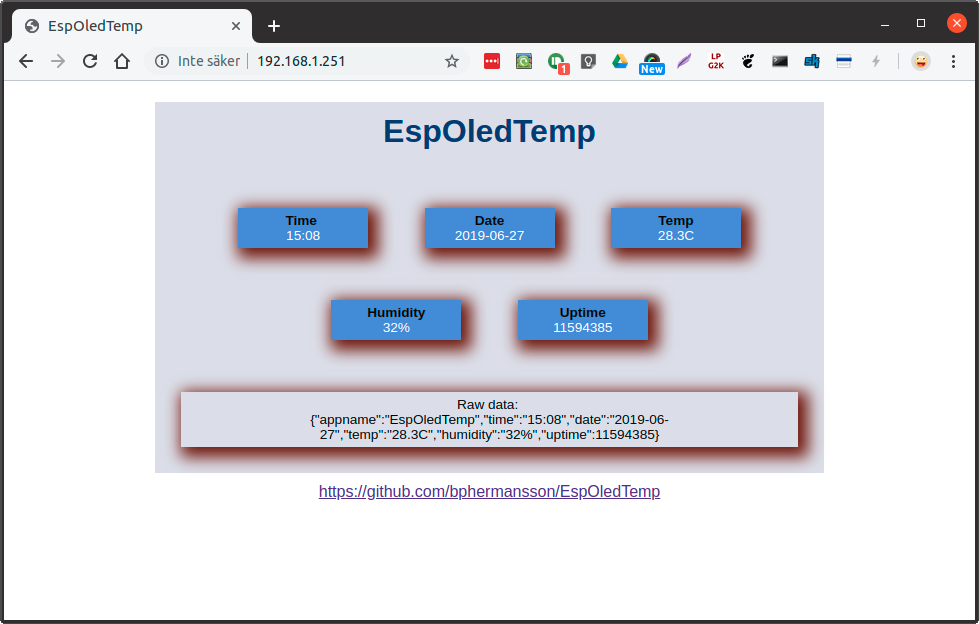 EspOledTemp
Inte säker
192.168.1.251
1
New
LP
G2K
EspOledTemp
Time
15:08
Date
2019-06-27
Temp
28.3C
Humidity
32%
Uptime
11594385
Raw data:
{"appname":"EspOledTemp","time":"15:08","date":"2019-06-
27","temp":"28.3C","humidity":"32%","uptime":11594385}
https://github.com/bphermansson/EspOledTemp